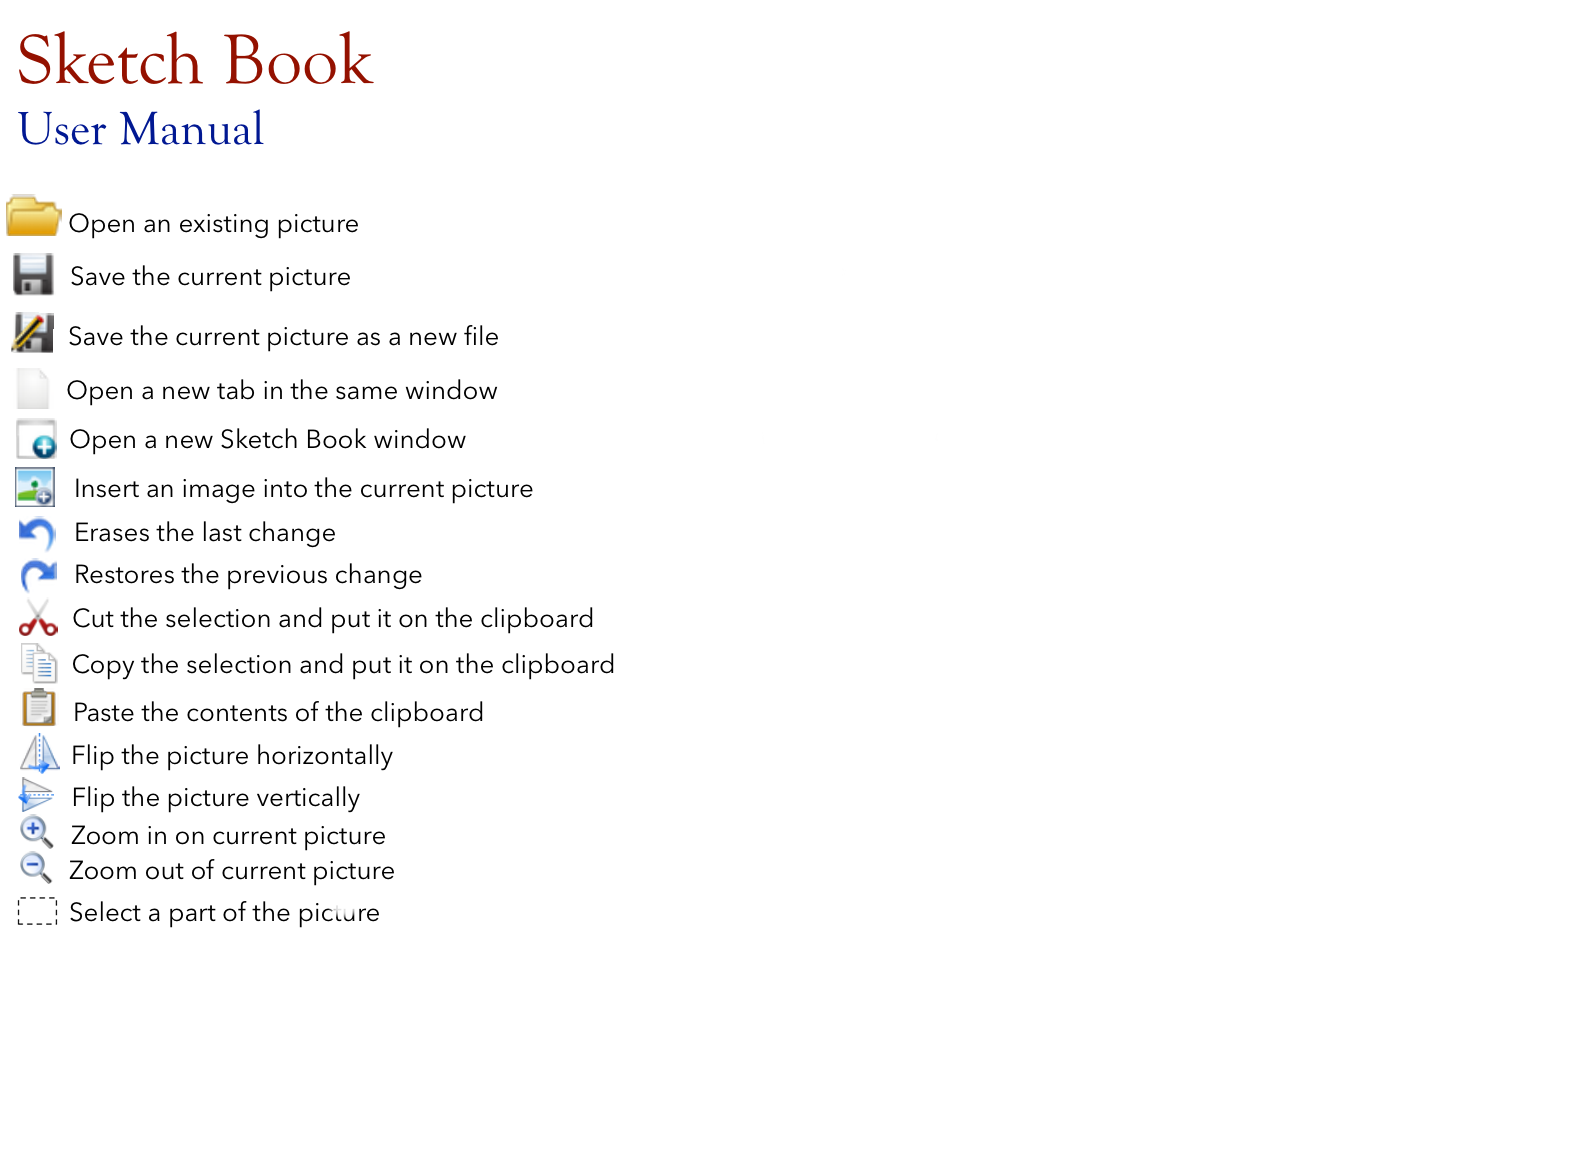 Sketch Book
User Manual
Open an existing picture
Save the current picture
Save the current picture as a new file
Open a new tab in the same window
Open a new Sketch Book window
Insert an image into the current picture
Erases the last change
Restores the previous change
Cut the selection and put it on the clipboard
Copy the selection and put it on the clipboard
Paste the contents of the clipboard
Flip the picture horizontally
Flip the picture vertically
Zoom in on current picture
Zoom out of current picture
Select a part of the picture